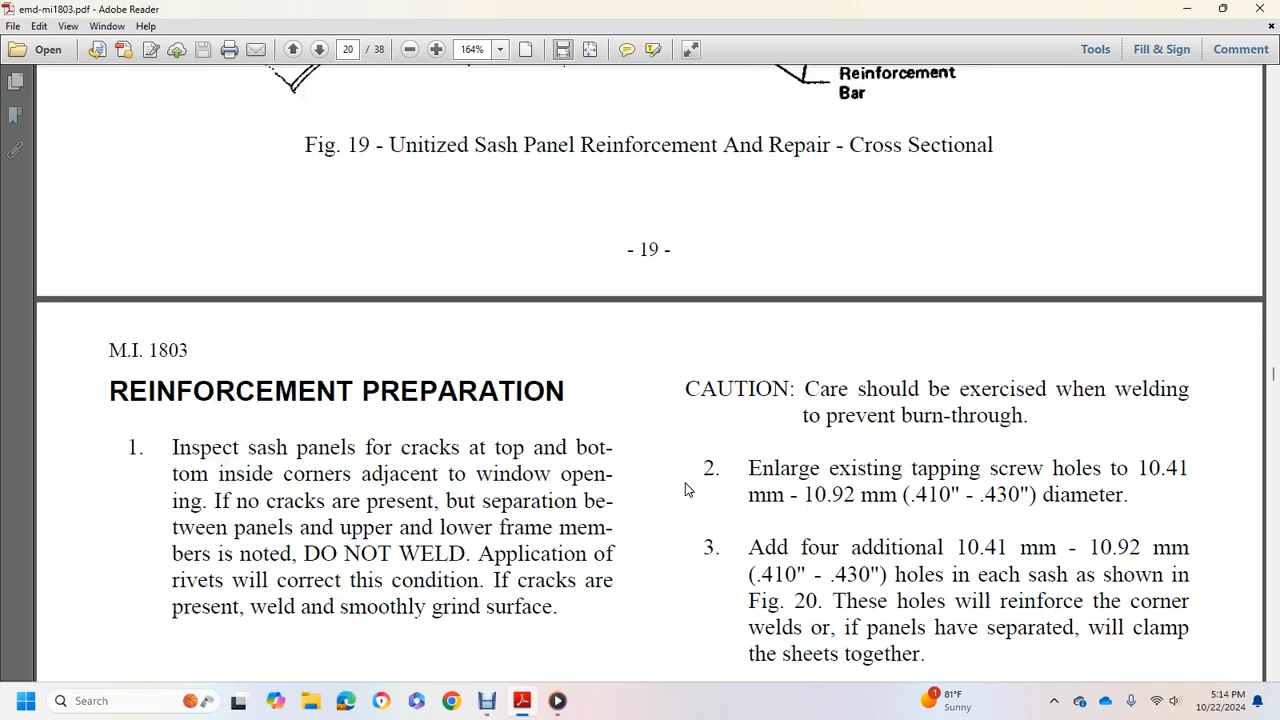 emd-mi1803.pdf - Adobe Reader
File Edit View Window Help
Open
20 / 38
164%
Tools
Fill & Sign
Comment
Reinforcement
Bar
Fig. 19 - Unitized Sash Panel Reinforcement And Repair - Cross Sectional
- 19 -
M.I. 1803
REINFORCEMENT PREPARATION
1. Inspect sash panels for cracks at top and bot-
tom inside corners adjacent to window open-
ing. If no cracks are present, but separation be-
tween panels and upper and lower frame mem-
bers is noted, DO NOT WELD. Application of
rivets will correct this condition. If cracks are
present, weld and smoothly grind surface.
CAUTION: Care should be exercised when welding
to prevent burn-through.
2. Enlarge existing tapping screw holes to 10.41
mm - 10.92 mm (.410" - .430") diameter.
3. Add four additional 10.41 mm - 10.92 mm
(.410" - .430") holes in each sash as shown in
Fig. 20. These holes will reinforce the corner
welds or, if panels have separated, will clamp
the sheets together.
Search
1
81°F
Sunny
5:14 PM
10/22/2024